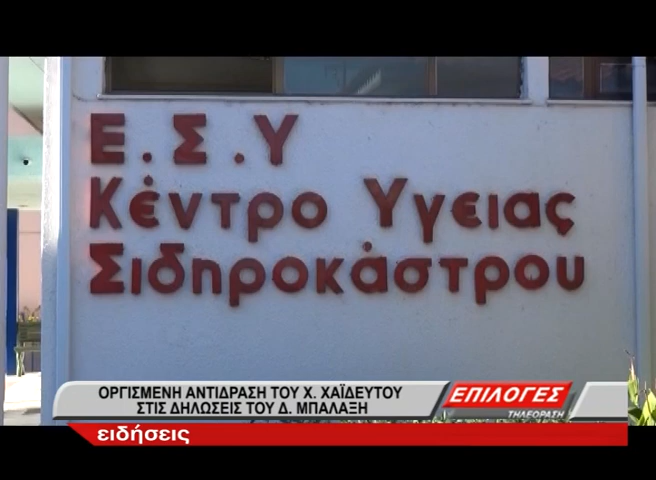 Ε.Σ.Υ
Κέντρο Υγειας
Σιδηροκάστρου
ΟΡΓΙΣΜΕΝΗ ΑΝΤΙΔΡΑΣΗ ΤΟΥ Χ. ΧΑΪΔΕΥΤΟΥ
ΣΤΙΣ ΔΗΛΩΣΕΙΣ ΤΟΥ Δ. ΜΠΑΛΑΞΗ
ΕΠΙΛΟΓΕΣ
ΤΗΛΕΟΡΑΣΗ
ειδήσεις